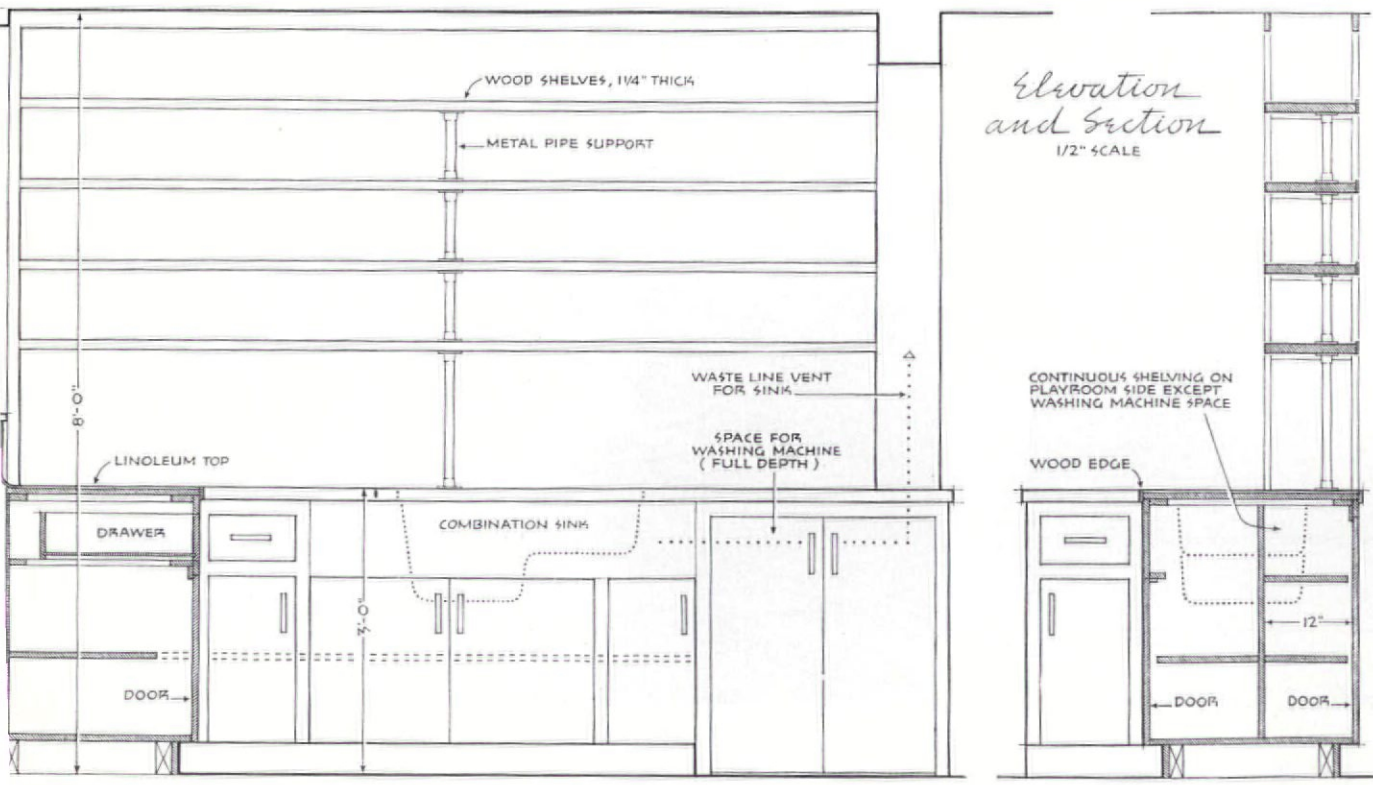 WOOD SHELVES, 1 1/4" THICK
METAL PIPE SUPPORT
Elevation
and Section
1/2" SCALE
8'-0"
WASTE LINE VENT
FOR SINK
SPACE FOR
WASHING MACHINE
( FULL DEPTH )
CONTINUOUS SHELVING ON
PLAYROOM SIDE EXCEPT
WASHING MACHINE SPACE
LINOLEUM TOP
WOOD EDGE
DRAWER
COMBINATION SINK
3'-0"
12"
DOOR
DOOR
DOOR